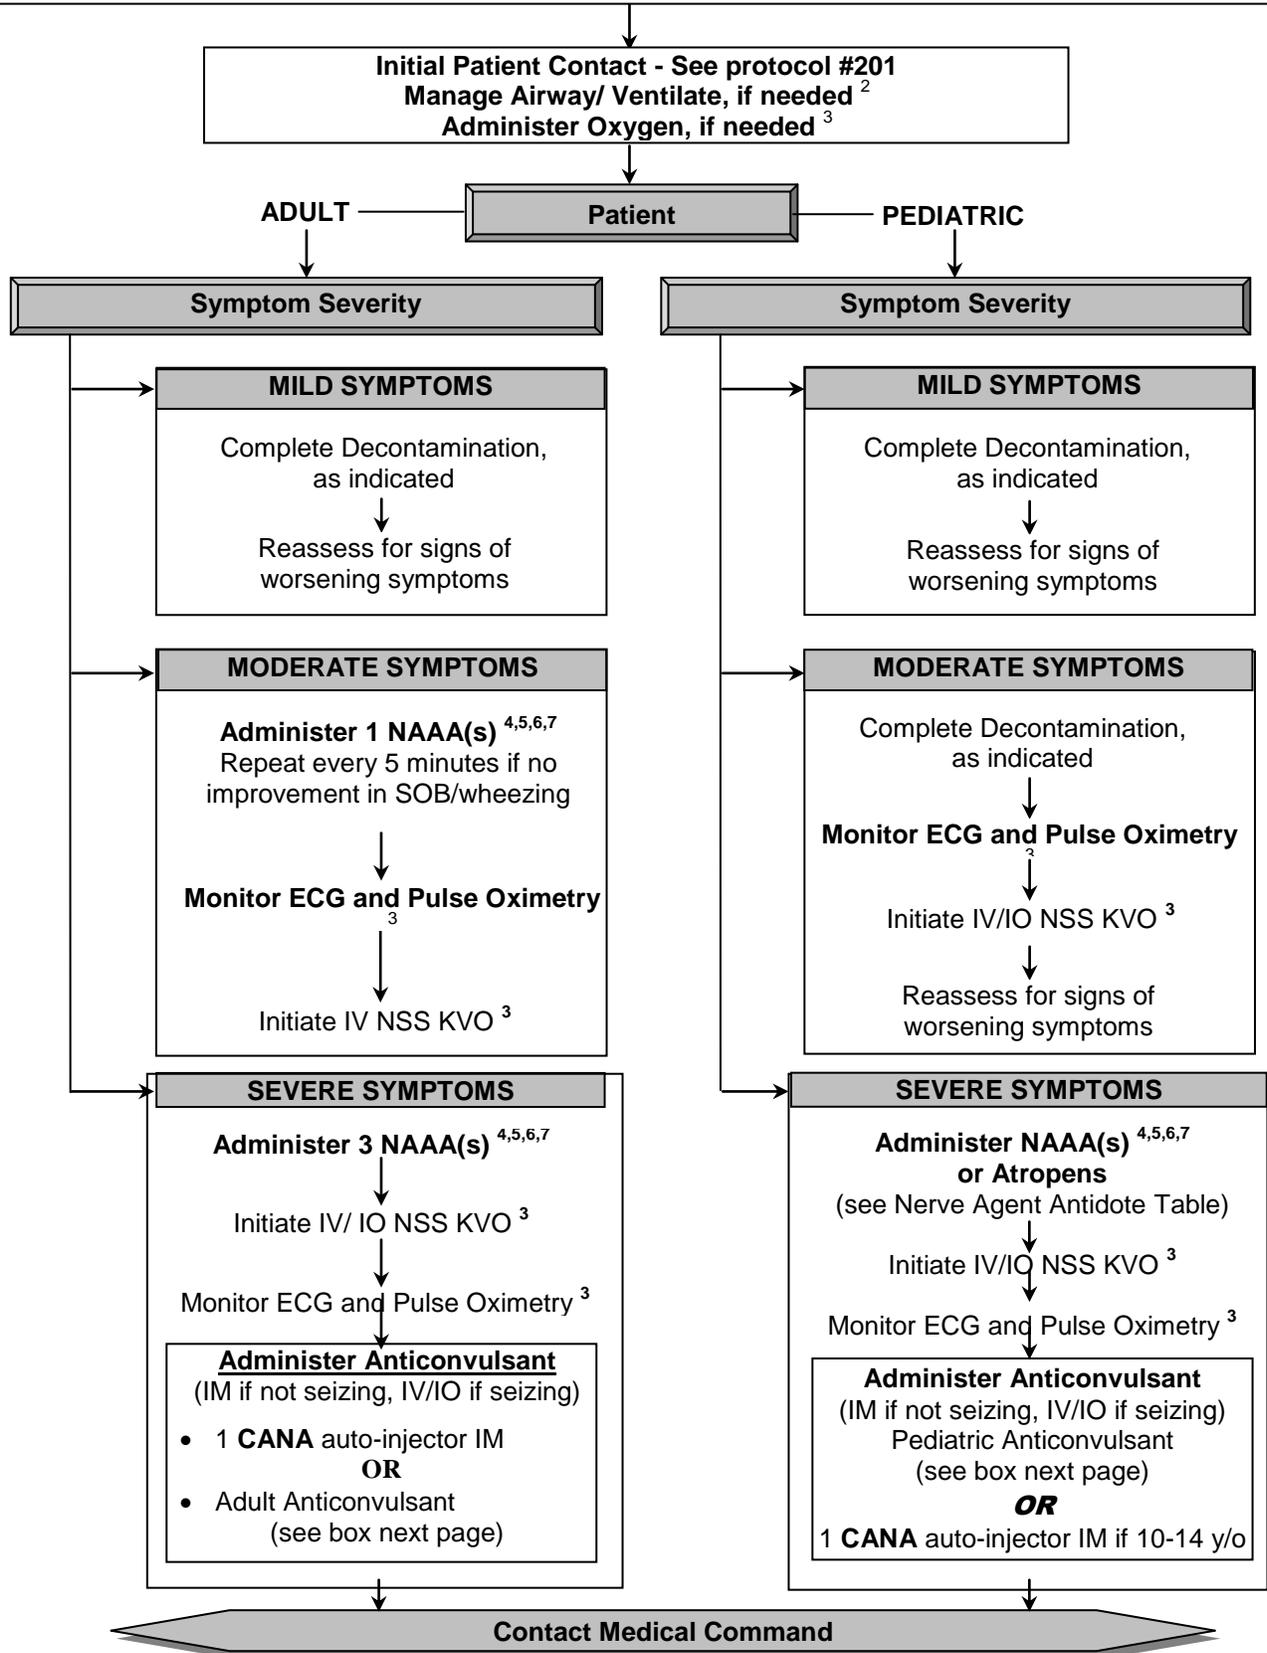 Initial Patient Contact - See protocol #201
Manage Airway/ Ventilate, if needed 2
Administer Oxygen, if needed 3
Patient
ADULT
PEDIATRIC
Symptom Severity
MILD SYMPTOMS
Complete Decontamination,
as indicated
Reassess for signs of
worsening symptoms
MODERATE SYMPTOMS
Administer 1 NAAA(s) 4,5,6,7
Repeat every 5 minutes if no
improvement in SOB/wheezing
Monitor ECG and Pulse Oximetry
3
Initiate IV NSS KVO 3
SEVERE SYMPTOMS
Administer 3 NAAA(s) 4,5,6,7
Initiate IV/ IO NSS KVO 3
Monitor ECG and Pulse Oximetry 3
Administer Anticonvulsant
(IM if not seizing, IV/IO if seizing)
• 1 CANA auto-injector IM
OR
• Adult Anticonvulsant
(see box next page)
Symptom Severity
MILD SYMPTOMS
Complete Decontamination,
as indicated
Reassess for signs of
worsening symptoms
MODERATE SYMPTOMS
Complete Decontamination,
as indicated
Monitor ECG and Pulse Oximetry
3
Initiate IV/IO NSS KVO 3
Reassess for signs of
worsening symptoms
SEVERE SYMPTOMS
Administer NAAA(s) 4,5,6,7
or Atropens
(see Nerve Agent Antidote Table)
Initiate IV/IO NSS KVO 3
Monitor ECG and Pulse Oximetry 3
Administer Anticonvulsant
(IM if not seizing, IV/IO if seizing)
Pediatric Anticonvulsant
(see box next page)
OR
1 CANA auto-injector IM if 10-14 y/o
Contact Medical Command